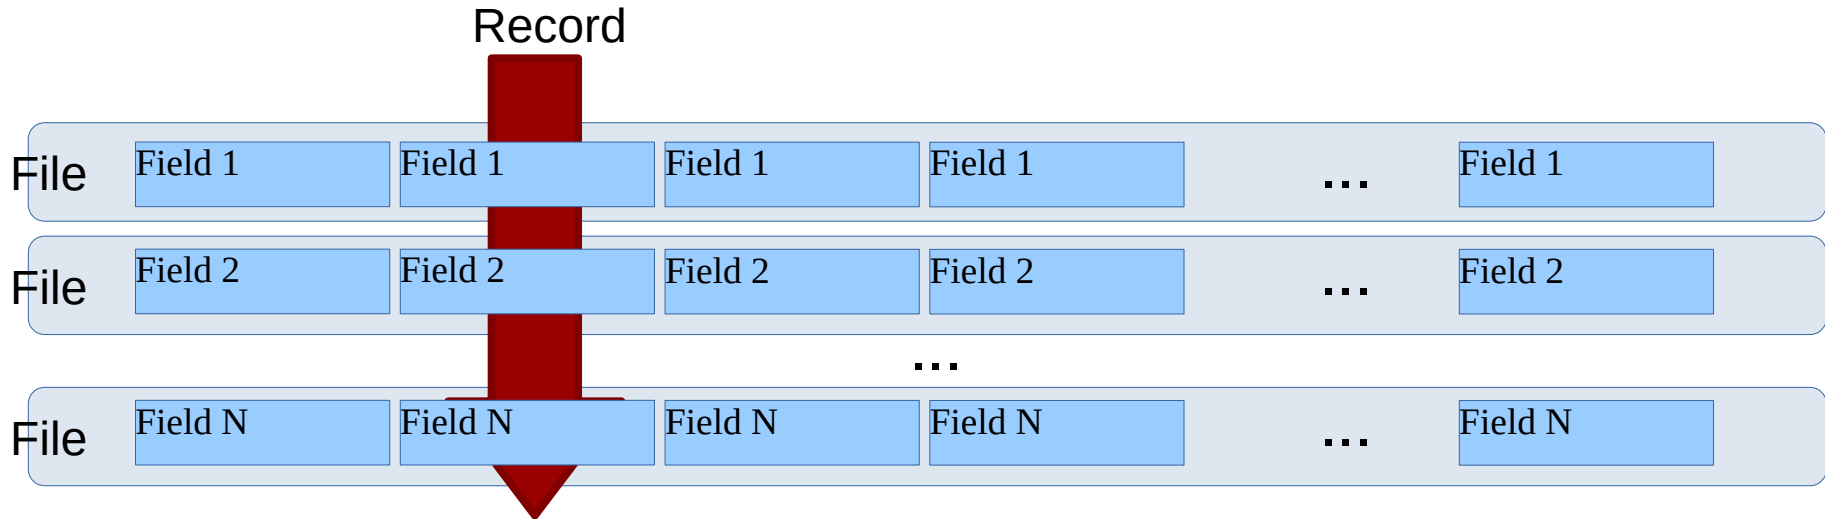 Record
File Field 1 Field 1 Field 1 Field 1 ... Field 1
File Field 2 Field 2 Field 2 Field 2 ... Field 2
...
File Field N Field N Field N Field N ... Field N